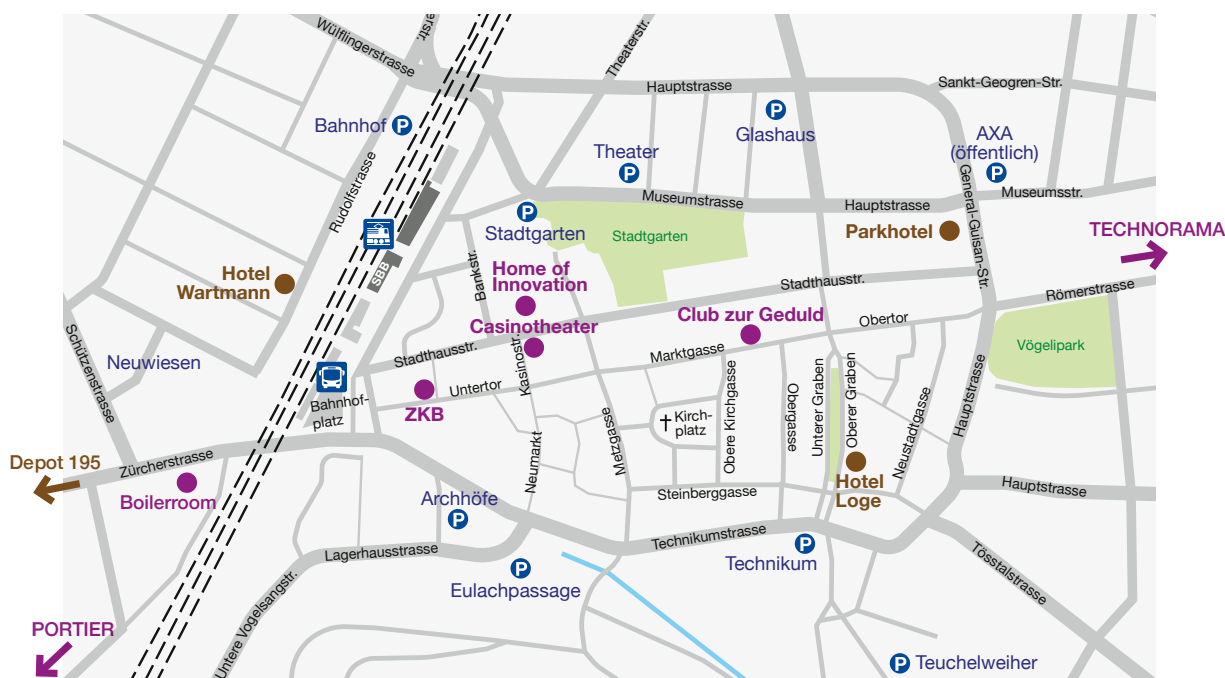 Wülflingerstrasse
erstr.
Theaterstr.
Hauptstrasse
Sankt-Geogren-Str.
Bahnhof
P
P
Glashaus
AXA
(öffentlich)
P
Theater
P
Rudolfstrasse
Museumstrasse
Hauptstrasse
General-Guisan-Str.
Museumsstr.
P
Stadtgarten
Stadtgarten
Parkhotel
TECHNORAMA
SBB
Hotel
Wartmann
Bankstr.
Home of
Innovation
Casinotheater
Stadthausstr.
Römerstrasse
Club zur Geduld
Obertor
Schützenstrasse
Neuwiesen
Stadthausstr.
Kasinostr.
Marktgasse
Vögelipark
Untertor
ZKB
Bahnhof-
platz
Metzgasse
Kirch-
platz
Obere Kirchgasse
Obergasse
Unterer Graben
Oberer Graben
Neustadtgasse
Hauptstrasse
Neumarkt
Depot 195
Zürcherstrasse
Boilerroom
Archhöfe
P
Steinberggasse
Hotel
Loge
Hauptstrasse
Lagerhausstrasse
Technikumstrasse
P
Technikum
P
Eulachpassage
Tösstalstrasse
Untere Vogelsangstr.
PORTIER
P
Teuchelweiher